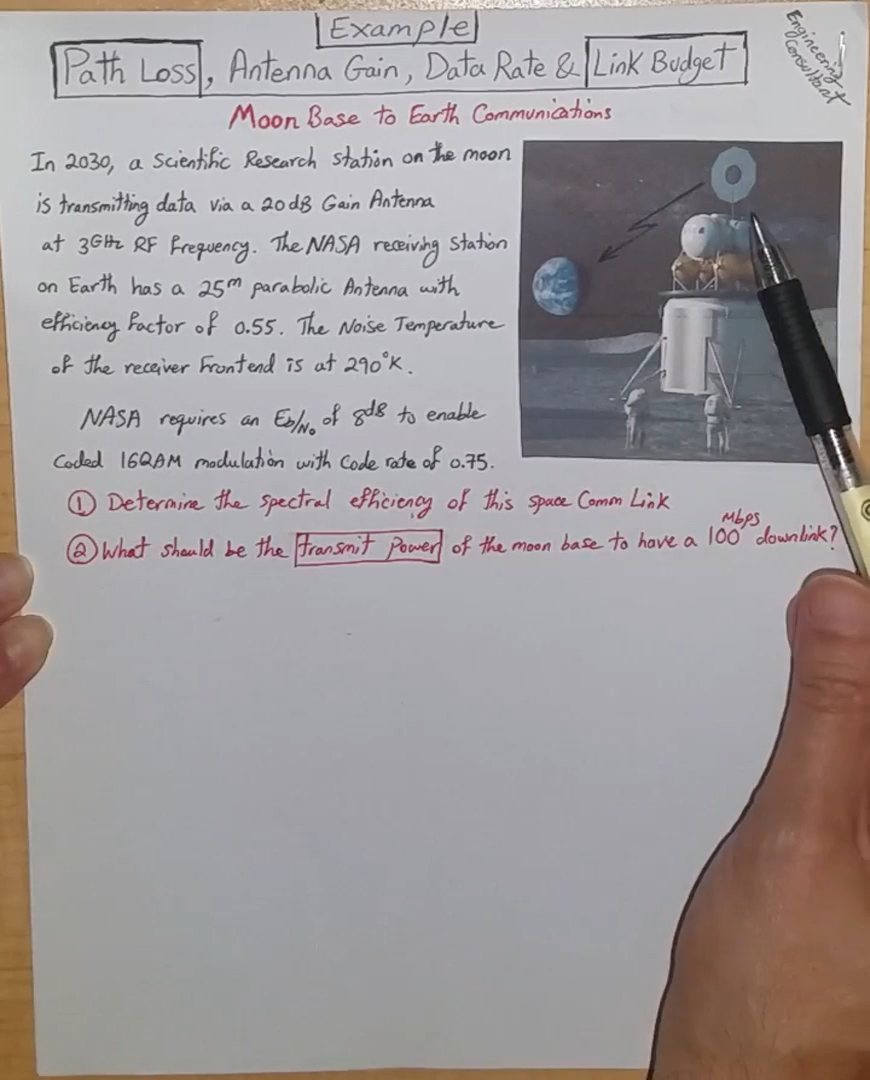 Example
Path Loss, Antenna Gain, Data Rate & Link Budget
Engineering Consultant
Moon Base to Earth Communications
In 2030, a Scientific Research Station on the moon
is transmitting data via a 20dB Gain Antenna
at 3GHz RF frequency. The NASA receiving Station
on Earth has a 25m parabolic Antenna with
efficiency factor of 0.55. The Noise Temperature
of the receiver Frontend is at 290°K.
NASA requires an Eb/No of 8dB to enable
Coded 16QAM modulation with Code rate of 0.75.
① Determine the spectral efficiency of this space Comm Link
② What should be the transmit Power of the moon base to have a 100 Mbps downlink?